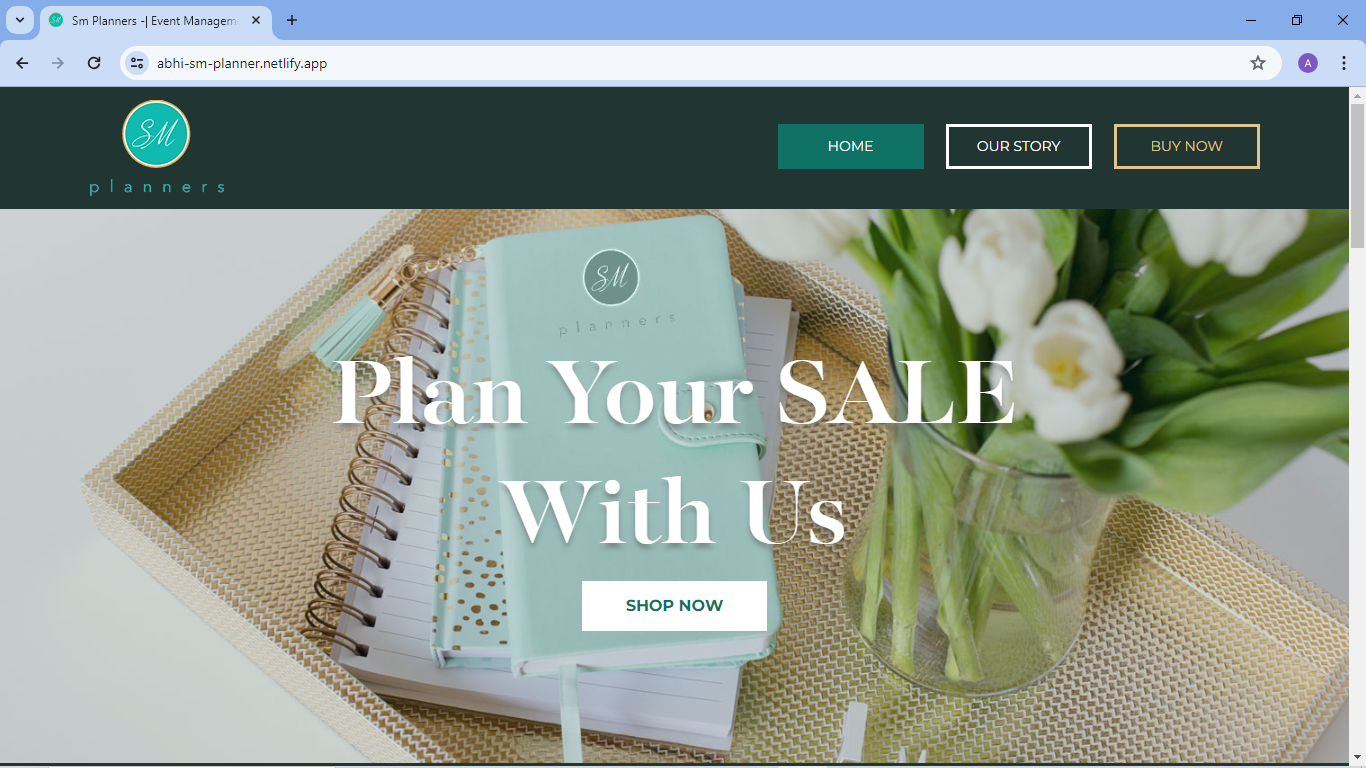 Sm Planners -| Event Managem
abhi-sm-planner.netlify.app
A
SM
planners
HOME
OUR STORY
BUY NOW
SM
planners
Plan Your SALE
With Us
SHOP NOW